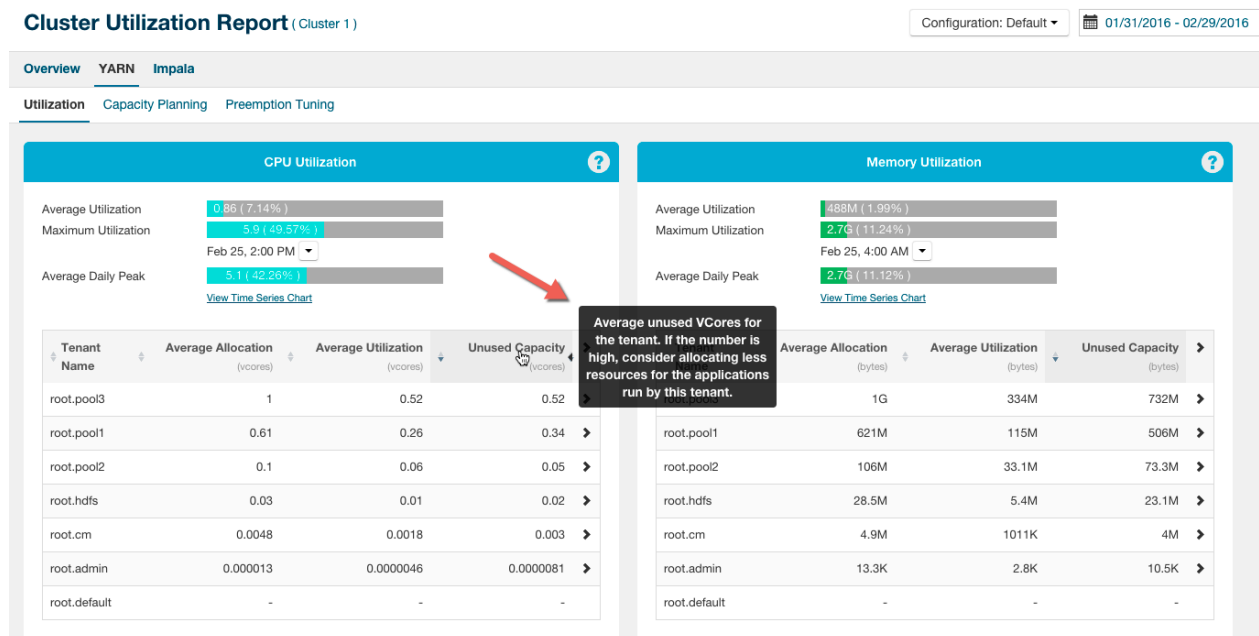 Cluster Utilization Report ( Cluster 1 )
Configuration: Default
01/31/2016 - 02/29/2016
Overview YARN Impala
Utilization Capacity Planning Preemption Tuning
CPU Utilization ?
Average Utilization 0.86 ( 7.14% )
Maximum Utilization 5.9 ( 49.57% )
Feb 25, 2:00 PM
Average Daily Peak 5.1 ( 42.26% )
View Time Series Chart
Tenant Name Average Allocation (vcores) Average Utilization (vcores) Unused Capacity (vcores)
root.pool3 1 0.52 0.52
root.pool1 0.61 0.26 0.34
root.pool2 0.1 0.06 0.05
root.hdfs 0.03 0.01 0.02
root.cm 0.0048 0.0018 0.003
root.admin 0.000013 0.0000046 0.0000081
root.default - - -
Average unused VCores for
the tenant. If the number is
high, consider allocating less
resources for the applications
run by this tenant.
Memory Utilization ?
Average Utilization 488M ( 1.99% )
Maximum Utilization 2.7G ( 11.24% )
Feb 25, 4:00 AM
Average Daily Peak 2.7G ( 11.12% )
View Time Series Chart
Tenant Name Average Allocation (bytes) Average Utilization (bytes) Unused Capacity (bytes)
root.pool3 1G 334M 732M
root.pool1 621M 115M 506M
root.pool2 106M 33.1M 73.3M
root.hdfs 28.5M 5.4M 23.1M
root.cm 4.9M 1011K 4M
root.admin 13.3K 2.8K 10.5K
root.default - - -